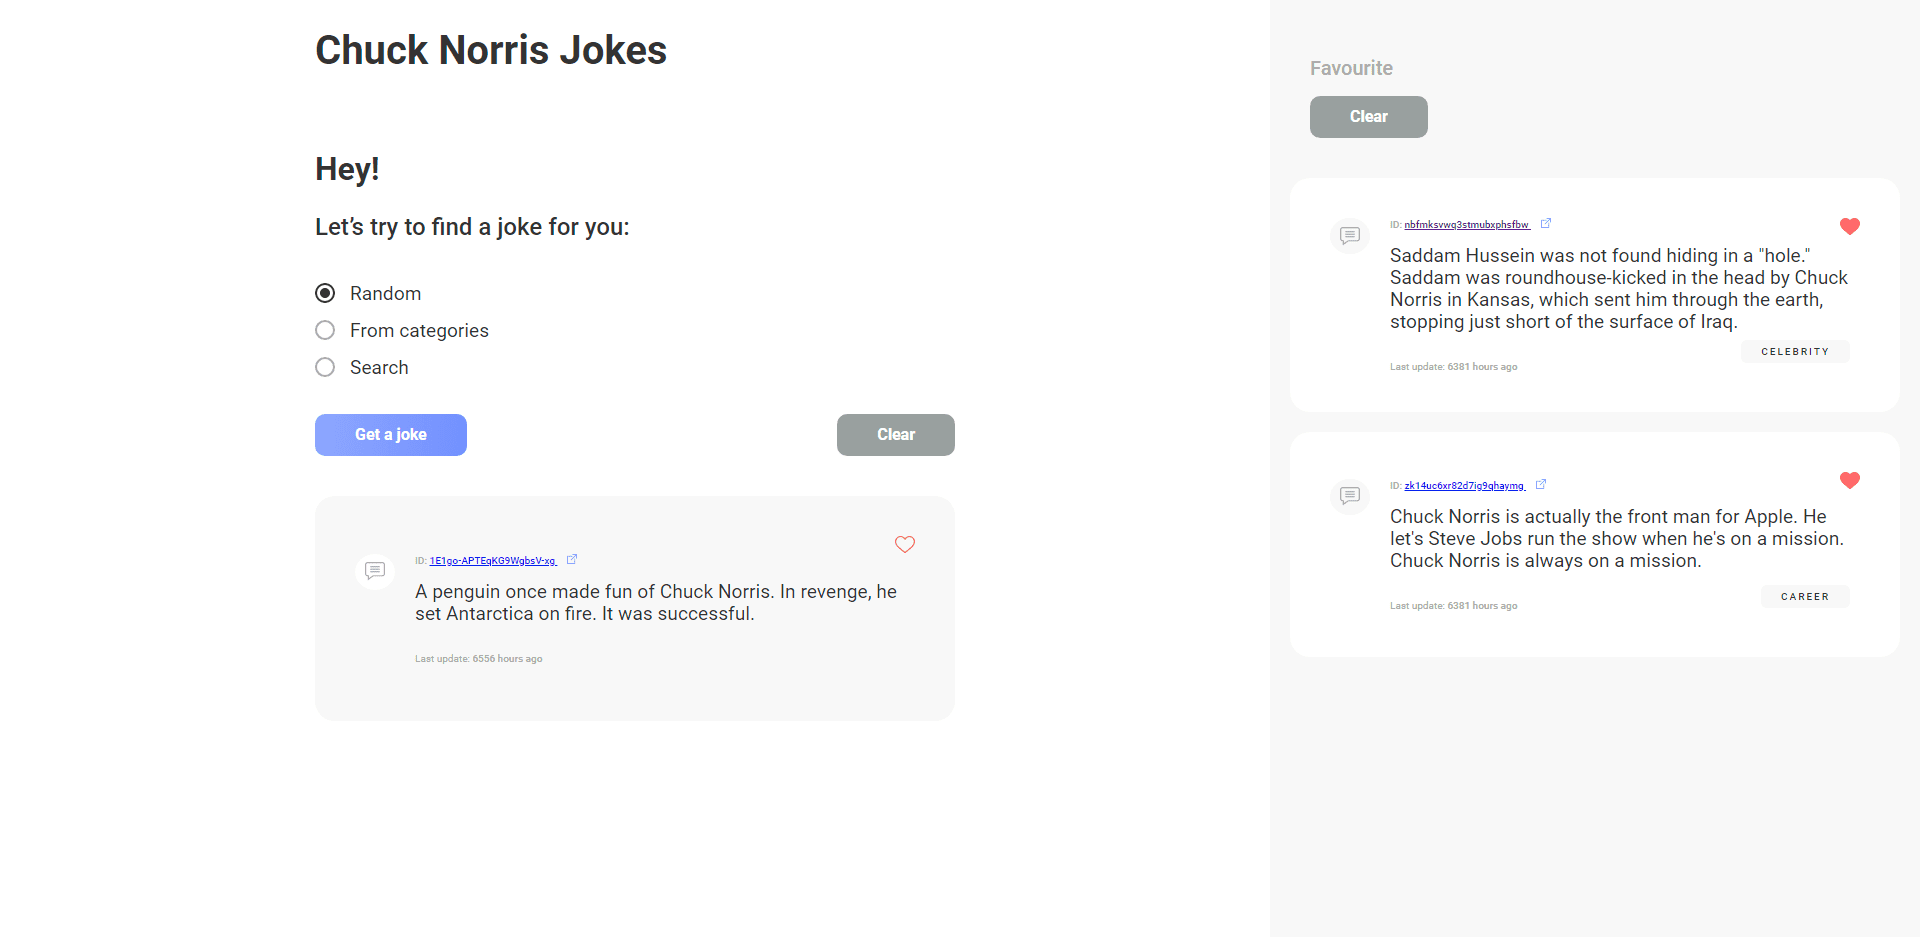 Chuck Norris Jokes
Hey!
Let’s try to find a joke for you:
Random
From categories
Search
Get a joke
Clear
ID: 1E1go-APTEqKG9WgbsV-xg
A penguin once made fun of Chuck Norris. In revenge, he
set Antarctica on fire. It was successful.
Last update: 6556 hours ago
Favourite
Clear
ID: nbfmksvwq3stmubxphsfbw
Saddam Hussein was not found hiding in a "hole."
Saddam was roundhouse-kicked in the head by Chuck
Norris in Kansas, which sent him through the earth,
stopping just short of the surface of Iraq.
Last update: 6381 hours ago
CELEBRITY
ID: zk14uc6xr82d7ig9qhaymg
Chuck Norris is actually the front man for Apple. He
let's Steve Jobs run the show when he's on a mission.
Chuck Norris is always on a mission.
Last update: 6381 hours ago
CAREER